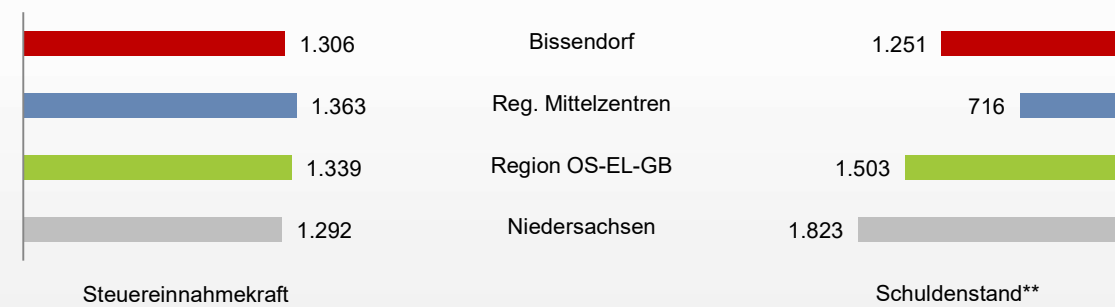 1.306 Bissendorf 1.251
1.363 Reg. Mittelzentren 716
1.339 Region OS-EL-GB 1.503
1.292 Niedersachsen 1.823
Steuereinnahmekraft Schuldenstand**